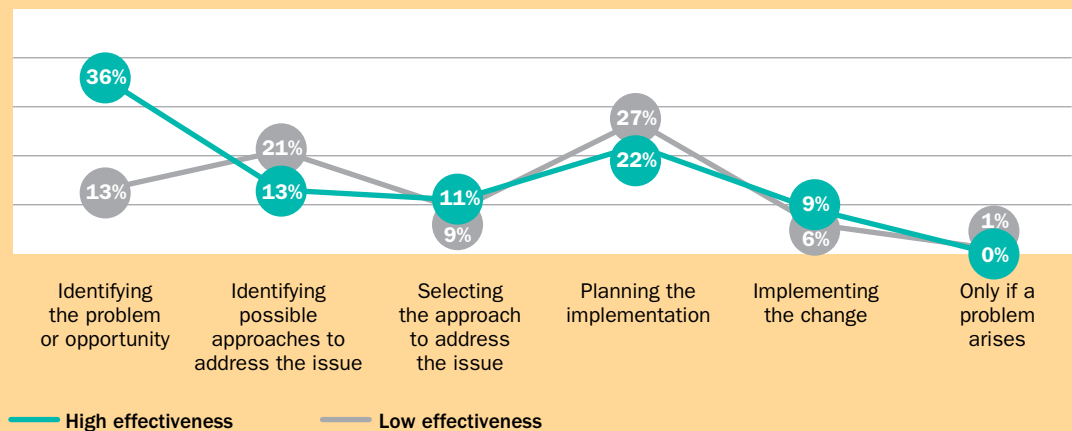 36%
13%
21%
13%
11%
9%
27%
22%
9%
6%
1%
0%
Identifying
the problem
or opportunity
Identifying
possible
approaches to
address the issue
Selecting
the approach
to address
the issue
Planning the
implementation
Implementing
the change
Only if a
problem
arises
High effectiveness
Low effectiveness